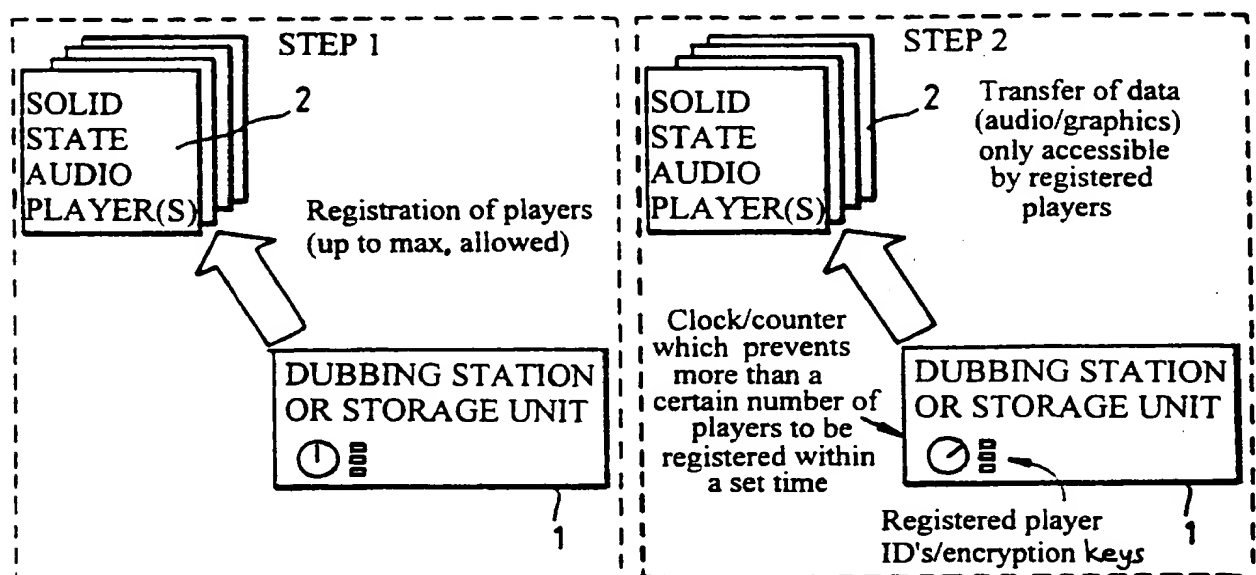 STEP 1
SOLID
STATE
AUDIO
PLAYER(S)
2
Registration of players
(up to max, allowed)
DUBBING STATION
OR STORAGE UNIT
1
STEP 2
SOLID
STATE
AUDIO
PLAYER(S)
2
Transfer of data
(audio/graphics)
only accessible
by registered
players
Clock/counter
which prevents
more than a
certain number of
players to be
registered within
a set time
DUBBING STATION
OR STORAGE UNIT
1
Registered player
ID's/encryption keys